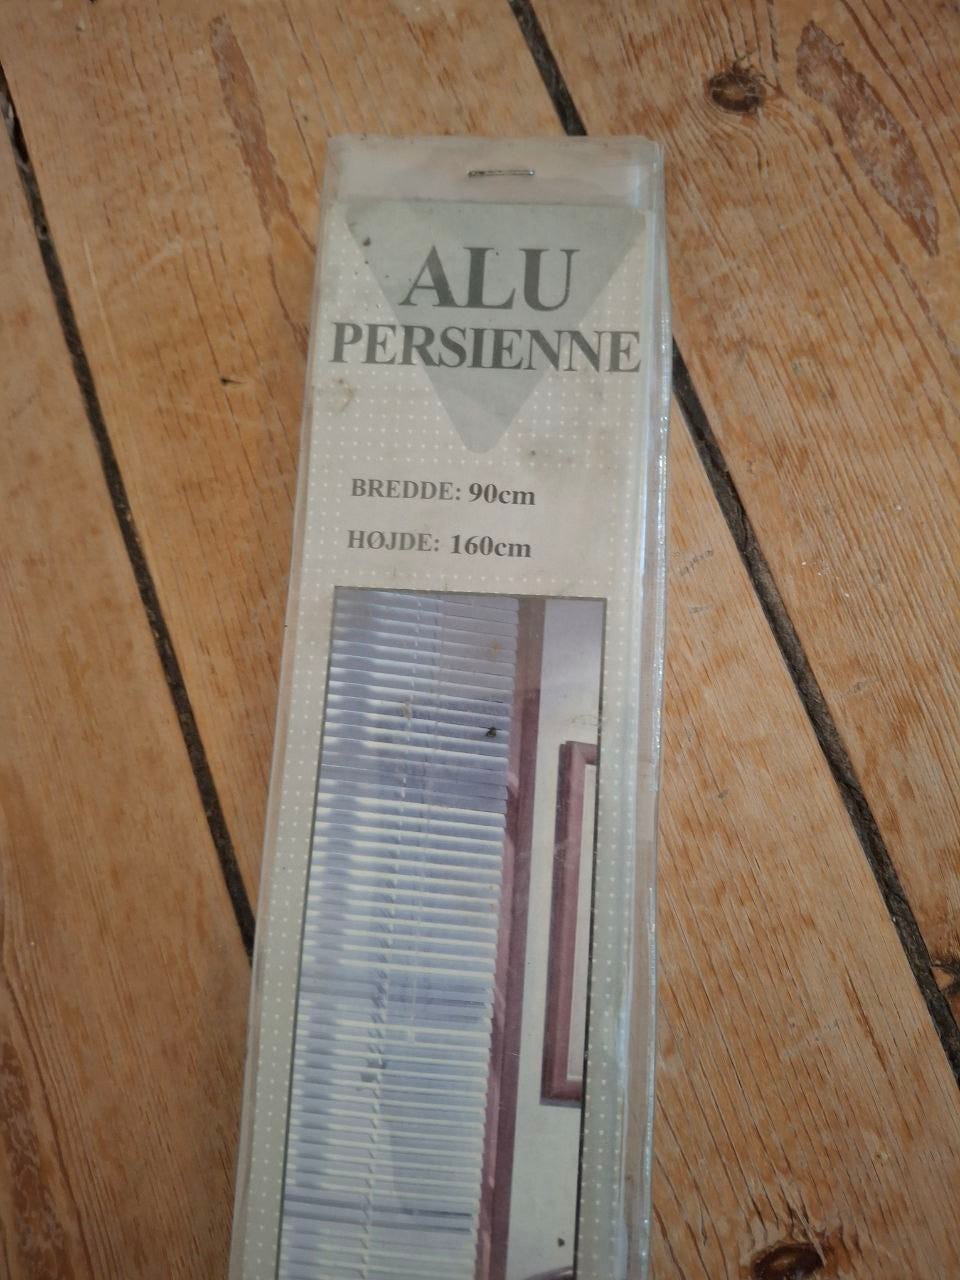 ALU
PERSIENNE
BREDDE: 90cm
HØJDE: 160cm